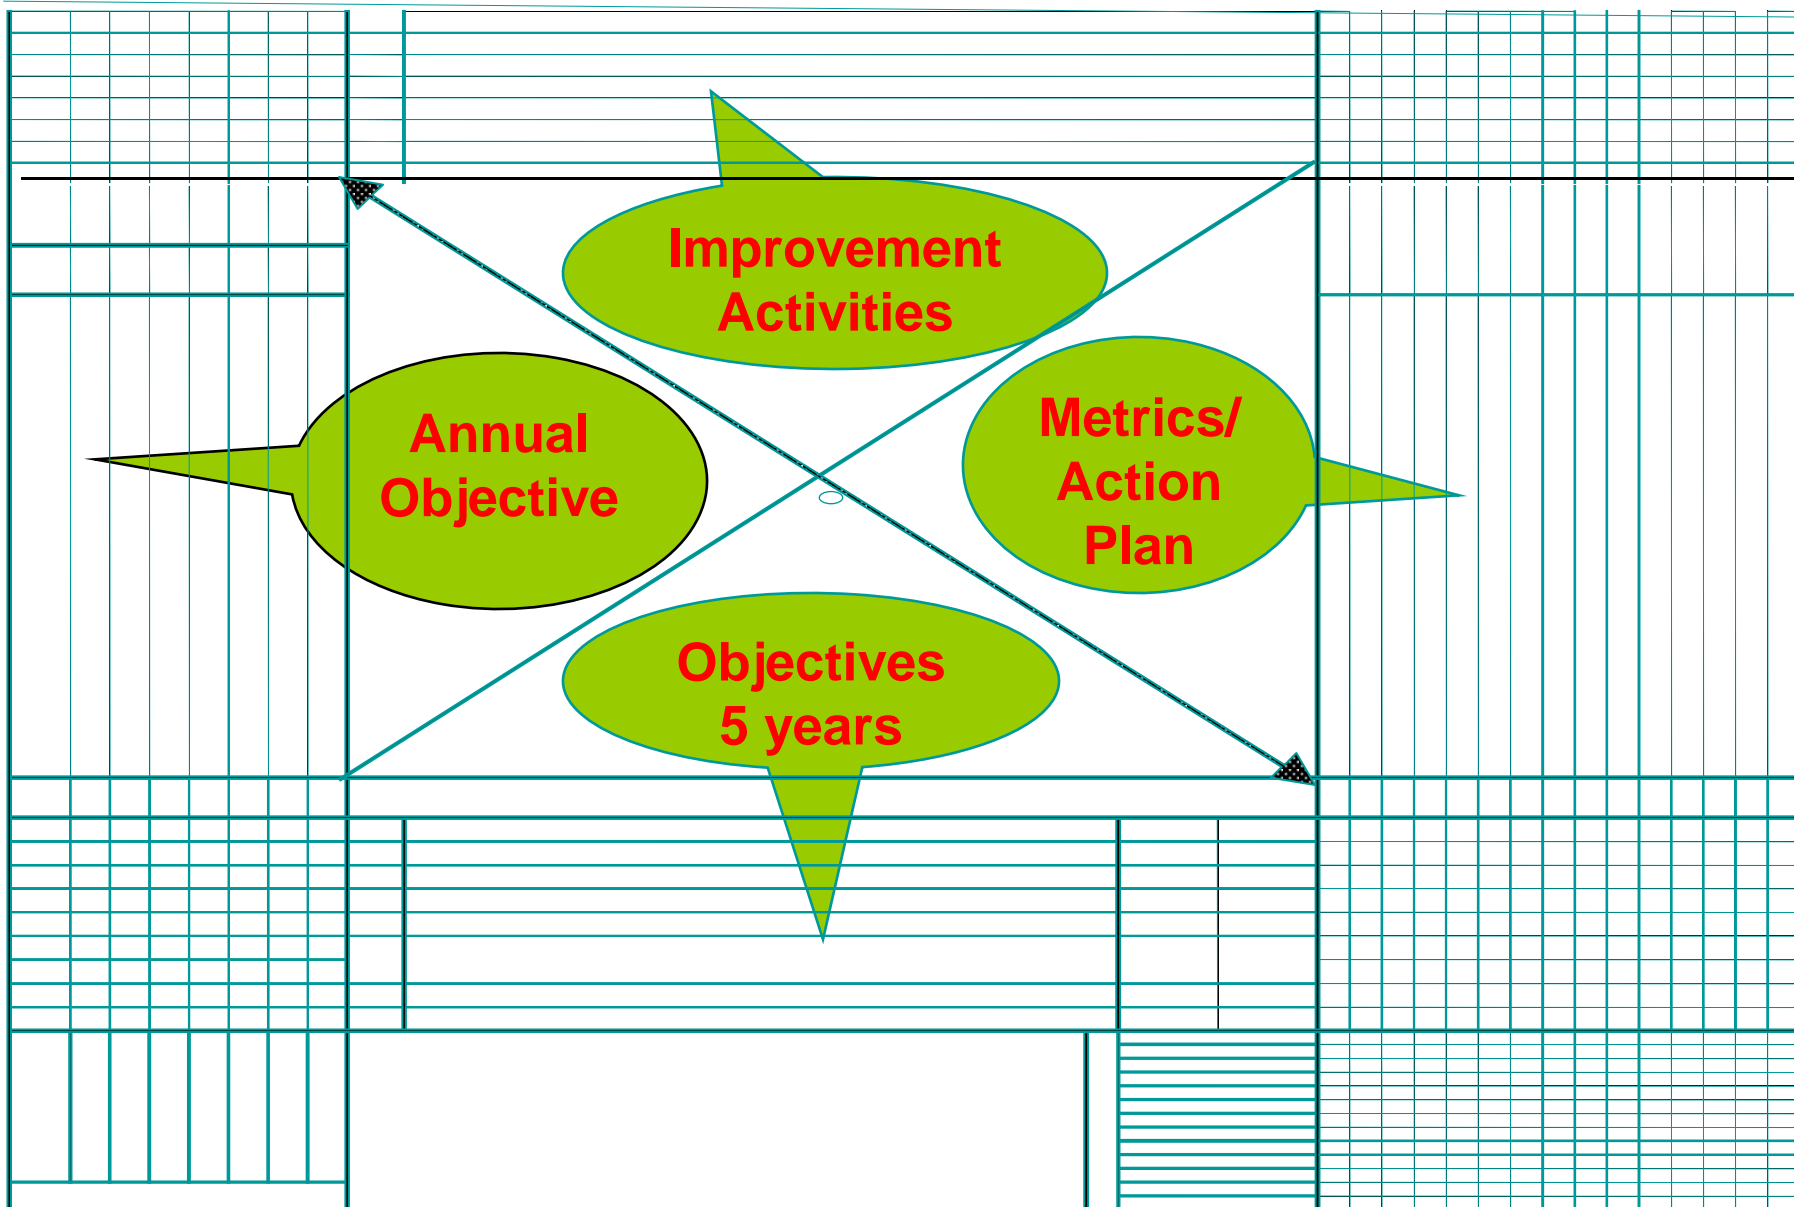 Improvement
Activities
Annual
Objective
Metrics/
Action
Plan
Objectives
5 years